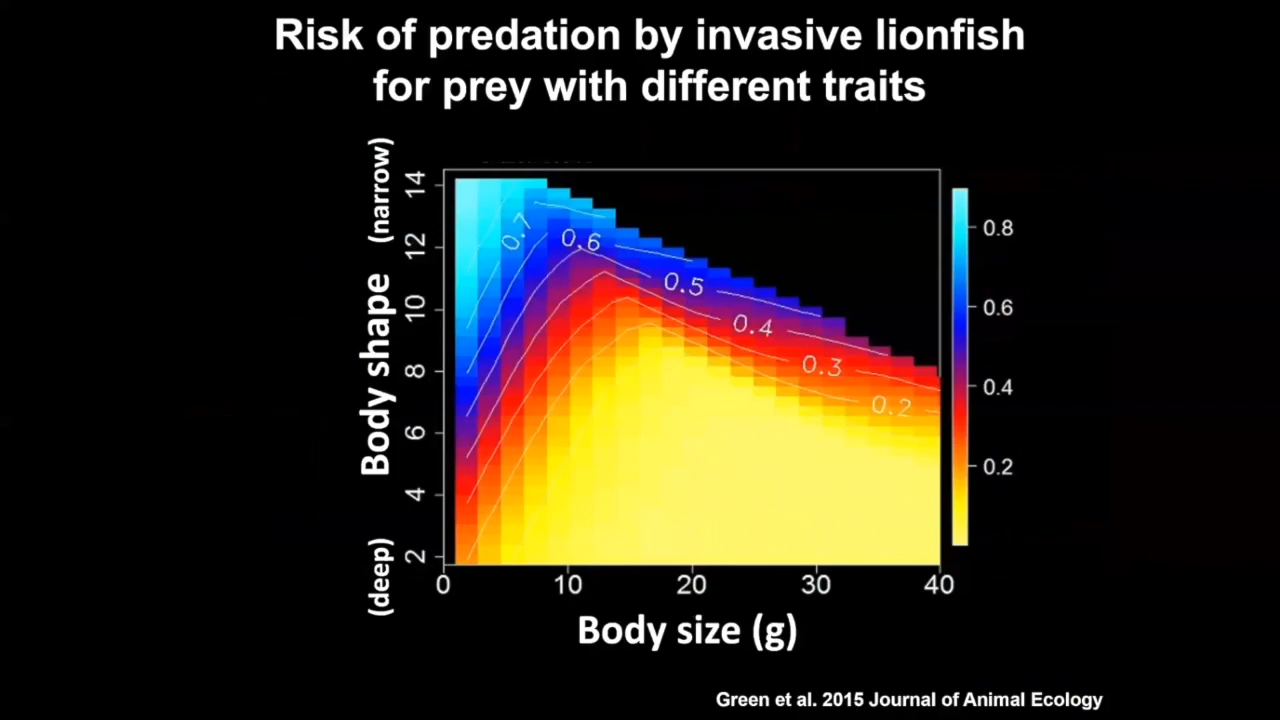 Risk of predation by invasive lionfish
for prey with different traits
(narrow)
Body shape
(deep)
14
12
10
8
6
4
2
0.7
0.6
0.5
0.4
0.3
0.2
0.8
0.6
0.4
0.2
0 10 20 30 40
Body size (g)
Green et al. 2015 Journal of Animal Ecology